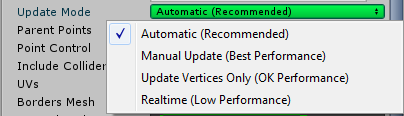 Update Mode Automatic (Recommended)
Parent Points Automatic (Recommended)
Point Control Manual Update (Best Performance)
Include Collider Update Vertices Only (OK Performance)
UVs Realtime (Low Performance)
Borders Mesh